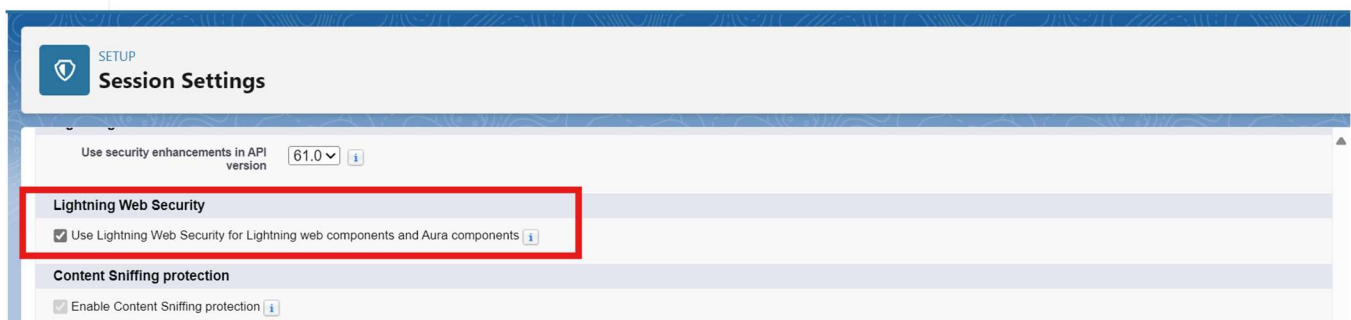 SETUP
Session Settings
Use security enhancements in API
version
61.0
Lightning Web Security
Use Lightning Web Security for Lightning web components and Aura components
Content Sniffing protection
Enable Content Sniffing protection